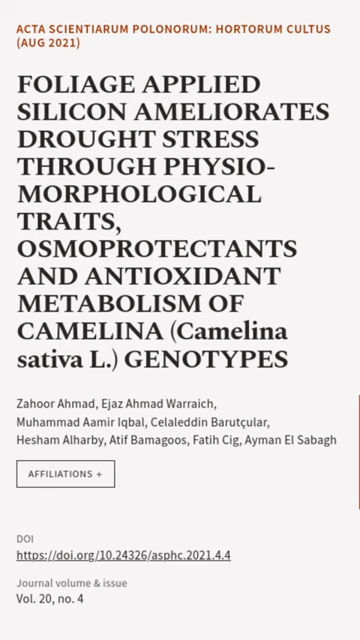 ACTA SCIENTIARUM POLONORUM: HORTORUM CULTUS
(AUG 2021)
FOLIAGE APPLIED
SILICON AMELIORATES
DROUGHT STRESS
THROUGH PHYSIO-
MORPHOLOGICAL
TRAITS,
OSMOPROTECTANTS
AND ANTIOXIDANT
METABOLISM OF
CAMELINA (Camelina
sativa L.) GENOTYPES
Zahoor Ahmad, Ejaz Ahmad Warraich,
Muhammad Aamir Iqbal, Celaleddin Barutçular,
Hesham Alharby, Atif Bamagoos, Fatih Cig, Ayman El Sabagh
AFFILIATIONS +
DOI
https://doi.org/10.24326/asphc.2021.4.4
Journal volume & issue
Vol. 20, no. 4